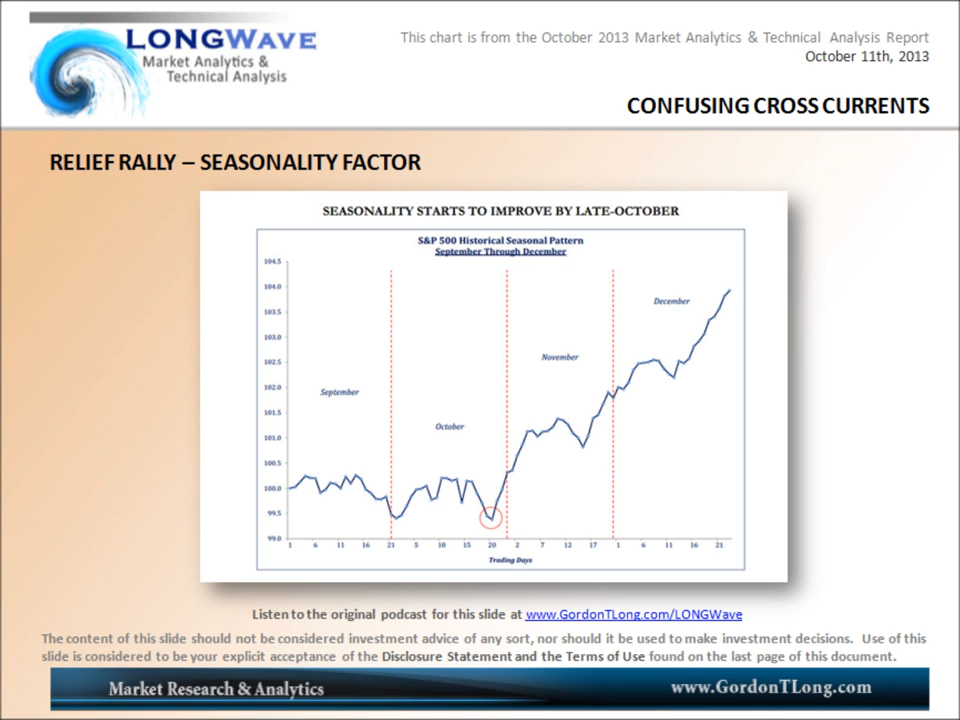 LONGWAVE
Market Analytics &
Technical Analysis
This chart is from the October 2013 Market Analytics & Technical Analysis Report
October 11th, 2013
CONFUSING CROSS CURRENTS
RELIEF RALLY – SEASONALITY FACTOR
SEASONALITY STARTS TO IMPROVE BY LATE-OCTOBER
S&P 500 Historical Seasonal Pattern
September Through December
104.5
104.0
103.5
103.0
102.5
102.0
101.5
101.0
100.5
100.0
99.5
99.0
December
November
September
October
1 6 11 16 21 5 10 15 20 2 7 12 17 1 6 11 16 21
Trading Days
Listen to the original podcast for this slide at www.GordonTLong.com/LONGWave
The content of this slide should not be considered investment advice of any sort, nor should it be used to make investment decisions. Use of this
slide is considered to be your explicit acceptance of the Disclosure Statement and the Terms of Use found on the last page of this document.
Market Research & Analytics
www.GordonTLong.com